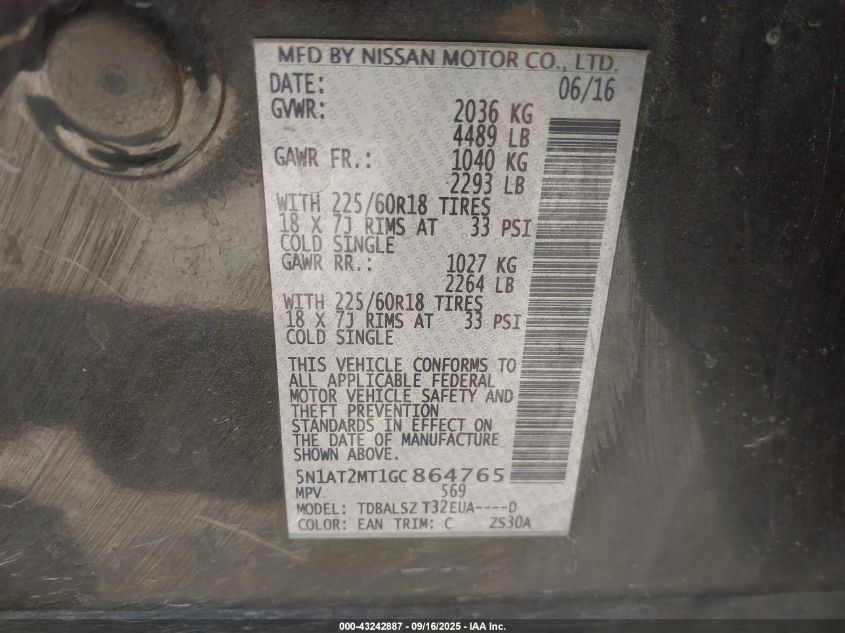 MFD BY NISSAN MOTOR CO., LTD.
DATE: 06/16
GVWR: 2036 KG
4489 LB
GAWR FR.: 1040 KG
2293 LB
WITH 225/60R18 TIRES
18 X 7J RIMS AT 33 PSI
COLD SINGLE
GAWR RR.: 1027 KG
2264 LB
WITH 225/60R18 TIRES
18 X 7J RIMS AT 33 PSI
COLD SINGLE
THIS VEHICLE CONFORMS TO
ALL APPLICABLE FEDERAL
MOTOR VEHICLE SAFETY AND
THEFT PREVENTION
STANDARDS IN EFFECT ON
THE DATE OF MANUFACTURE
SHOWN ABOVE.
5N1AT2MT1GC864765
MPV 569
MODEL: TDBALSZ T32EUA----D
COLOR: EAN TRIM: C ZS30A
000-43242887 - 09/16/2025 - IAA Inc.